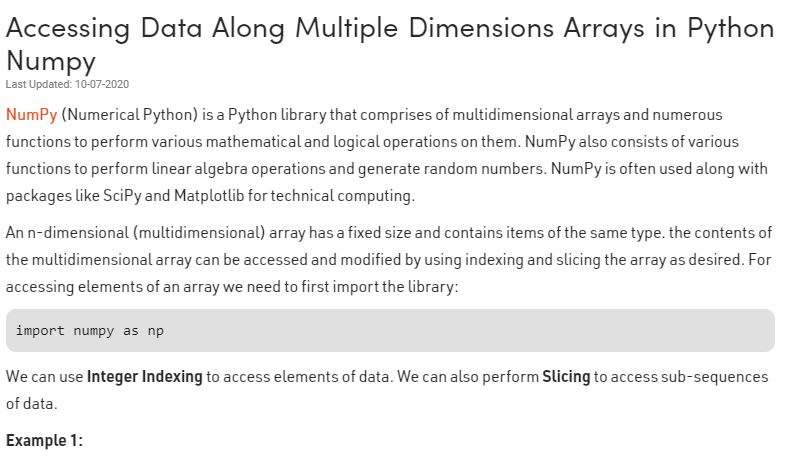 Accessing Data Along Multiple Dimensions Arrays in Python
Numpy
Last Updated: 10-07-2020
NumPy (Numerical Python) is a Python library that comprises of multidimensional arrays and numerous
functions to perform various mathematical and logical operations on them. NumPy also consists of various
functions to perform linear algebra operations and generate random numbers. NumPy is often used along with
packages like SciPy and Matplotlib for technical computing.
An n-dimensional (multidimensional) array has a fixed size and contains items of the same type. the contents of
the multidimensional array can be accessed and modified by using indexing and slicing the array as desired. For
accessing elements of an array we need to first import the library:
import numpy as np
We can use Integer Indexing to access elements of data. We can also perform Slicing to access sub-sequences
of data.
Example 1: